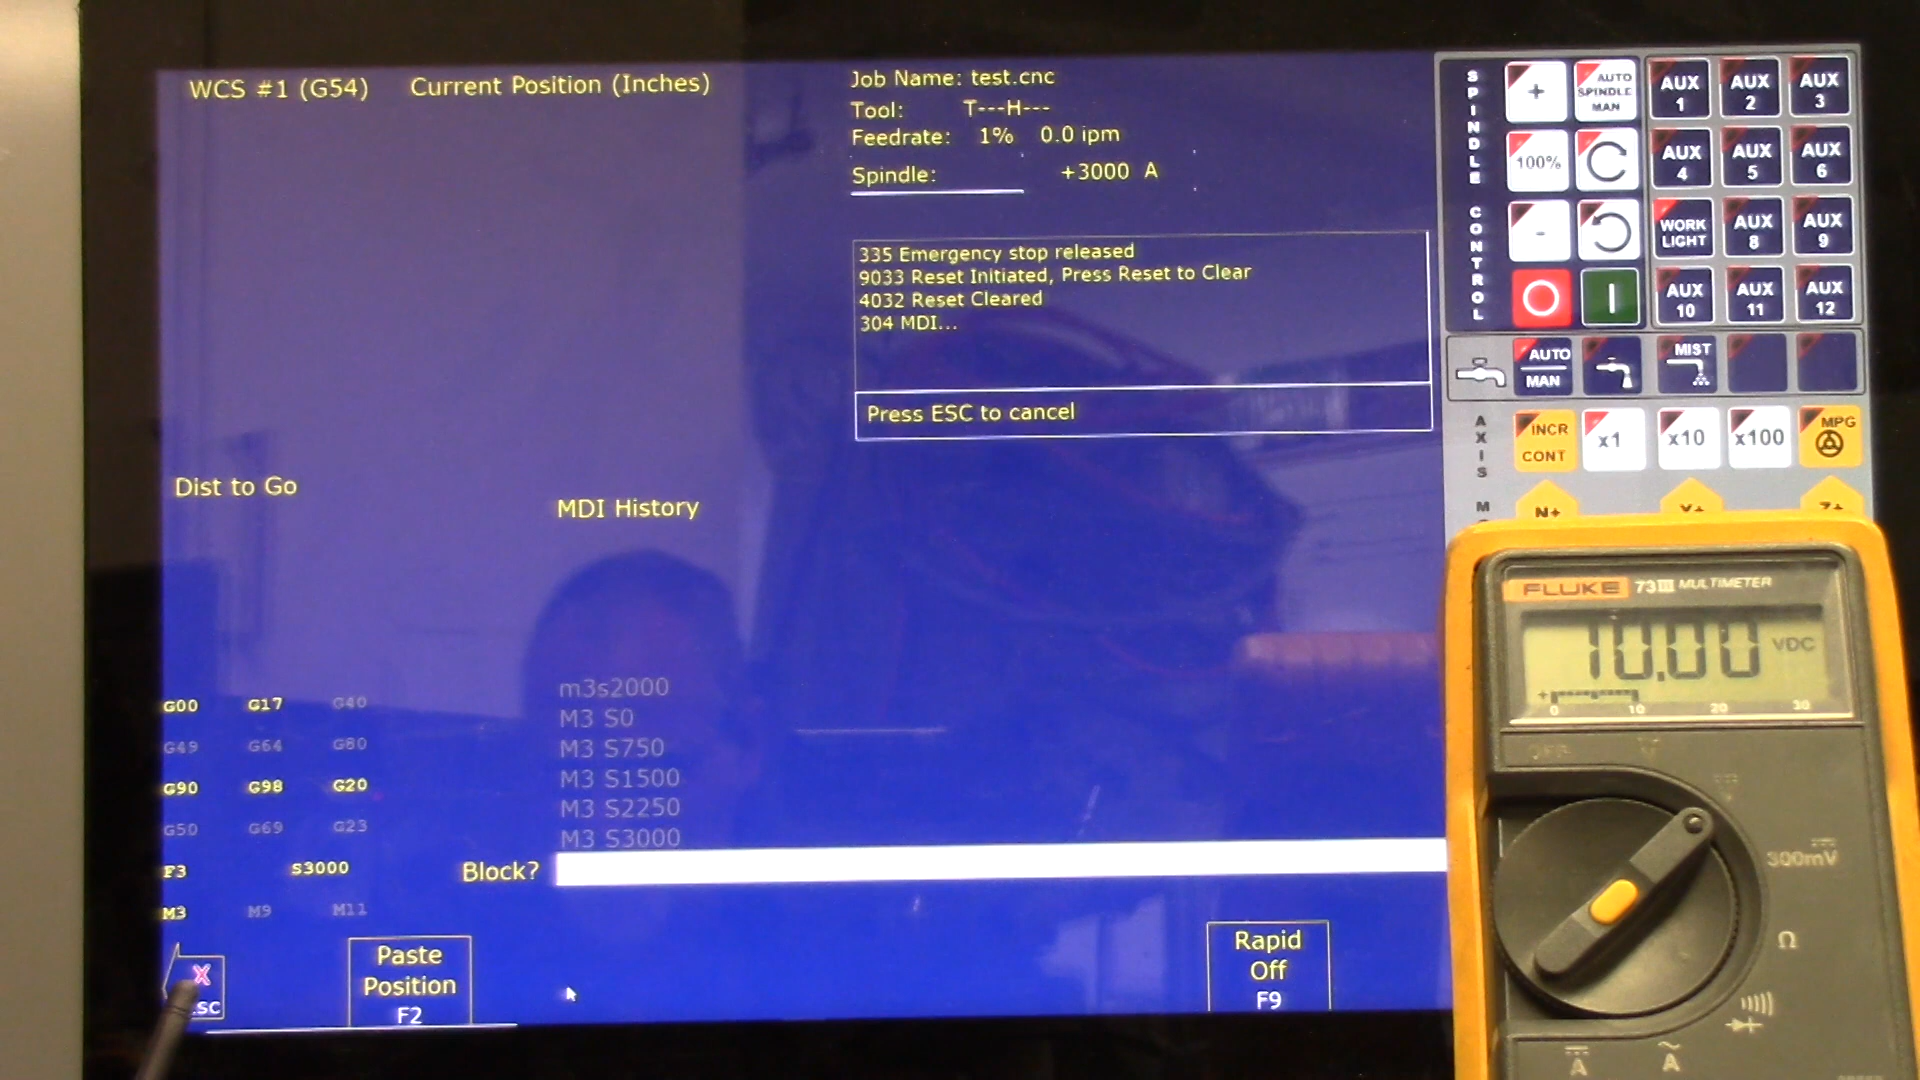 WCS #1 (G54) Current Position (Inches)
Job Name: test.cnc
Tool: T---H---
Feedrate: 1% 0.0 ipm
Spindle: +3000 A
335 Emergency stop released
9033 Reset Initiated, Press Reset to Clear
4032 Reset Cleared
304 MDI...
Press ESC to cancel
Dist to Go
MDI History
m3s2000
M3 S0
M3 S750
M3 S1500
M3 S2250
M3 S3000
Block?
G00 G17 G40
G49 G64 G80
G90 G98 G20
G50 G69 G23
F3 S3000
M3 M9 M11
X
Paste
Position
F2
Rapid
Off
F9
SPINDLE CONTROL
+
AUTO
SPINDLE
MAN
100%
-
AUX
1
AUX
2
AUX
3
AUX
4
AUX
5
AUX
6
WORK
LIGHT
AUX
8
AUX
9
AUX
10
AUX
11
AUX
12
AUTO
MAN
MIST
AXIS
INCR
CONT
x1
x10
x100
MPG
FLUKE 73III MULTIMETER
10.00 VDC
0 10 20 30
OFF
300mV
Ω
A
A